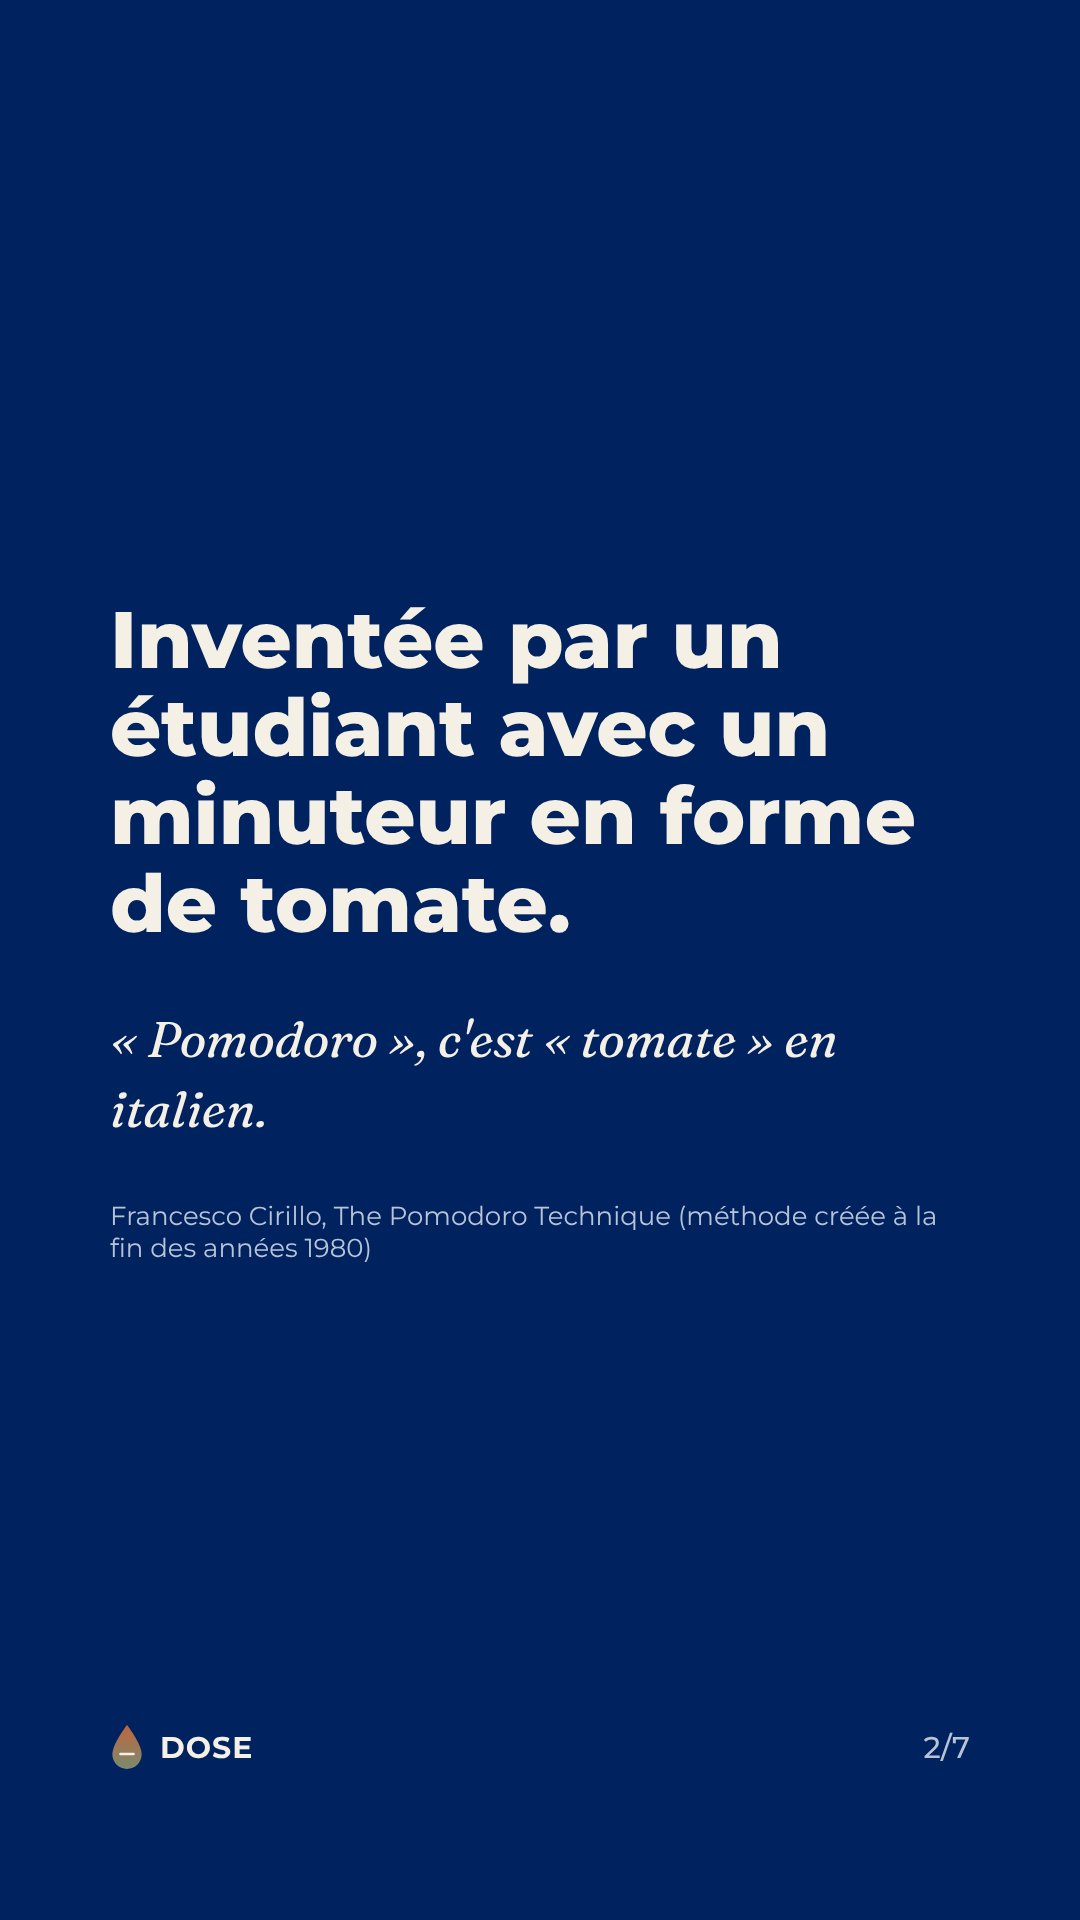 Inventée par un
étudiant avec un
minuteur en forme
de tomate.
« Pomodoro », c'est « tomate » en
italien.
Francesco Cirillo, The Pomodoro Technique (méthode créée à la
fin des années 1980)
DOSE
2/7